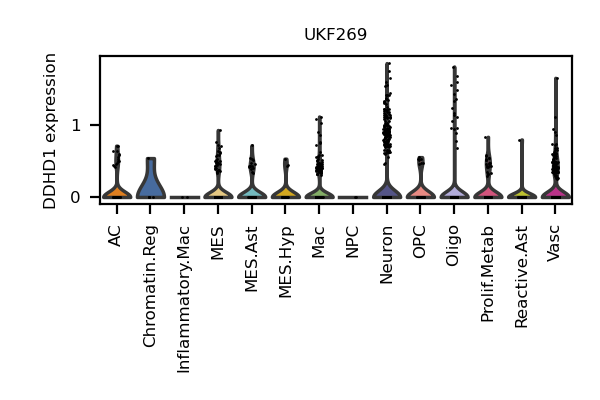 UKF269
DDHD1 expression
1
0
AC
Chromatin.Reg
Inflammatory.Mac
MES
MES.Ast
MES.Hyp
Mac
NPC
Neuron
OPC
Oligo
Prolif.Metab
Reactive.Ast
Vasc